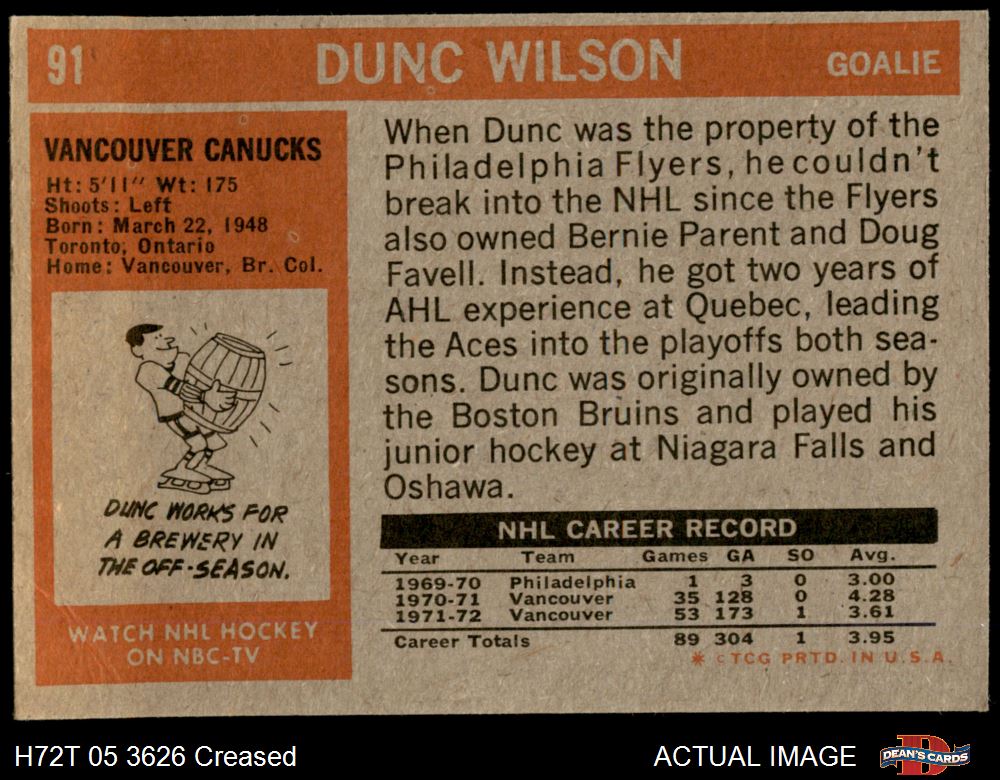 91
DUNC WILSON
GOALIE
VANCOUVER CANUCKS
Ht: 5'11" Wt: 175
Shoots: Left
Born: March 22, 1948
Toronto, Ontario
Home: Vancouver, Br. Col.
DUNC WORKS FOR
A BREWERY IN
THE OFF-SEASON.
WATCH NHL HOCKEY
ON NBC-TV
When Dunc was the property of the
Philadelphia Flyers, he couldn't
break into the NHL since the Flyers
also owned Bernie Parent and Doug
Favell. Instead, he got two years of
AHL experience at Quebec, leading
the Aces into the playoffs both sea-
sons. Dunc was originally owned by
the Boston Bruins and played his
junior hockey at Niagara Falls and
Oshawa.
NHL CAREER RECORD
Year Team Games GA SO Avg.
1969-70 Philadelphia 1 3 0 3.00
1970-71 Vancouver 35 128 0 4.28
1971-72 Vancouver 53 173 1 3.61
Career Totals 89 304 1 3.95
* © TCG PRTD. IN U.S.A.
H72T 05 3626 Creased
ACTUAL IMAGE
DEAN'S CARDS